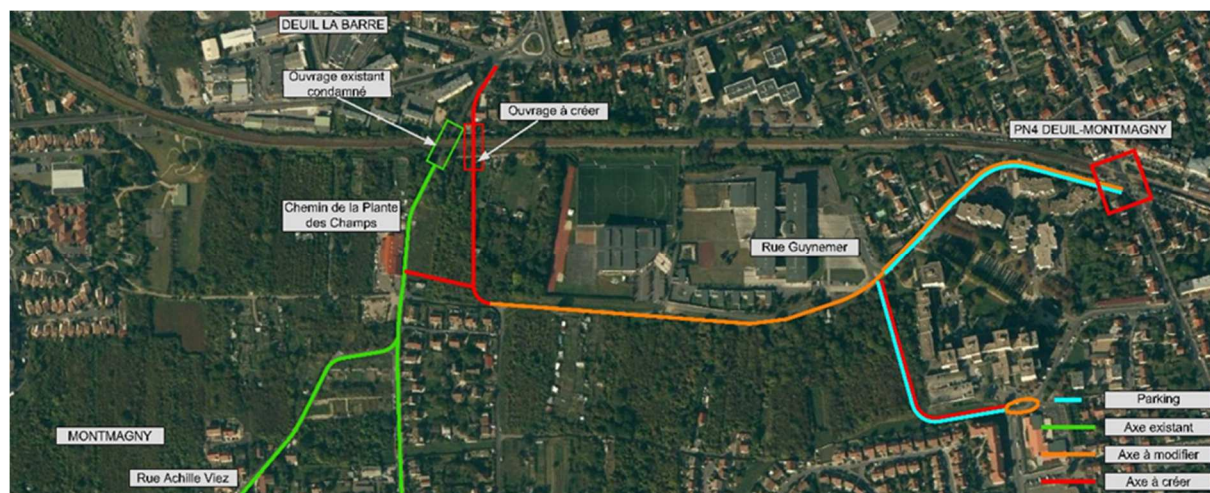 DEUIL LA BARRE
Ouvrage existant
condamné
Ouvrage à créer
PN4 DEUIL-MONTMAGNY
Chemin de la Plante
des Champs
Rue Guynemer
MONTMAGNY
Rue Achille Viez
Parking
Axe existant
Axe à modifier
Axe à créer